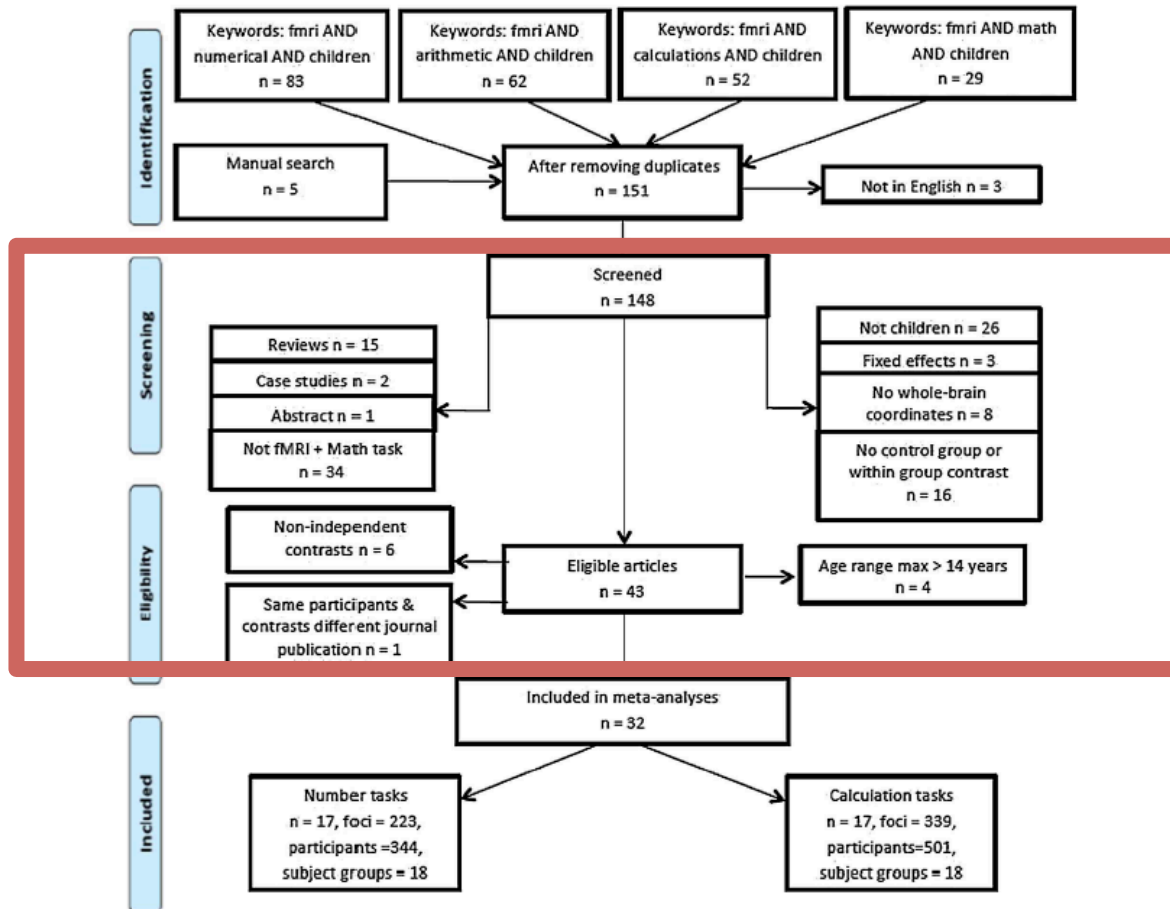 Identification
Keywords: fmri AND
numerical AND children
n = 83
Keywords: fmri AND
arithmetic AND children
n = 62
Keywords: fmri AND
calculations AND children
n = 52
Keywords: fmri AND math
AND children
n = 29
Manual search
n = 5
After removing duplicates
n = 151
Not in English n = 3
Screening
Screened
n = 148
Reviews n = 15
Case studies n = 2
Abstract n = 1
Not fMRI + Math task
n = 34
Not children n = 26
Fixed effects n = 3
No whole-brain
coordinates n = 8
No control group or
within group contrast
n = 16
Eligibility
Non-independent
contrasts n = 6
Same participants &
contrasts different journal
publication n = 1
Eligible articles
n = 43
Age range max > 14 years
n = 4
Included
Included in meta-analyses
n = 32
Number tasks
n = 17, foci = 223,
participants =344,
subject groups = 18
Calculation tasks
n = 17, foci = 339,
participants=501,
subject groups = 18